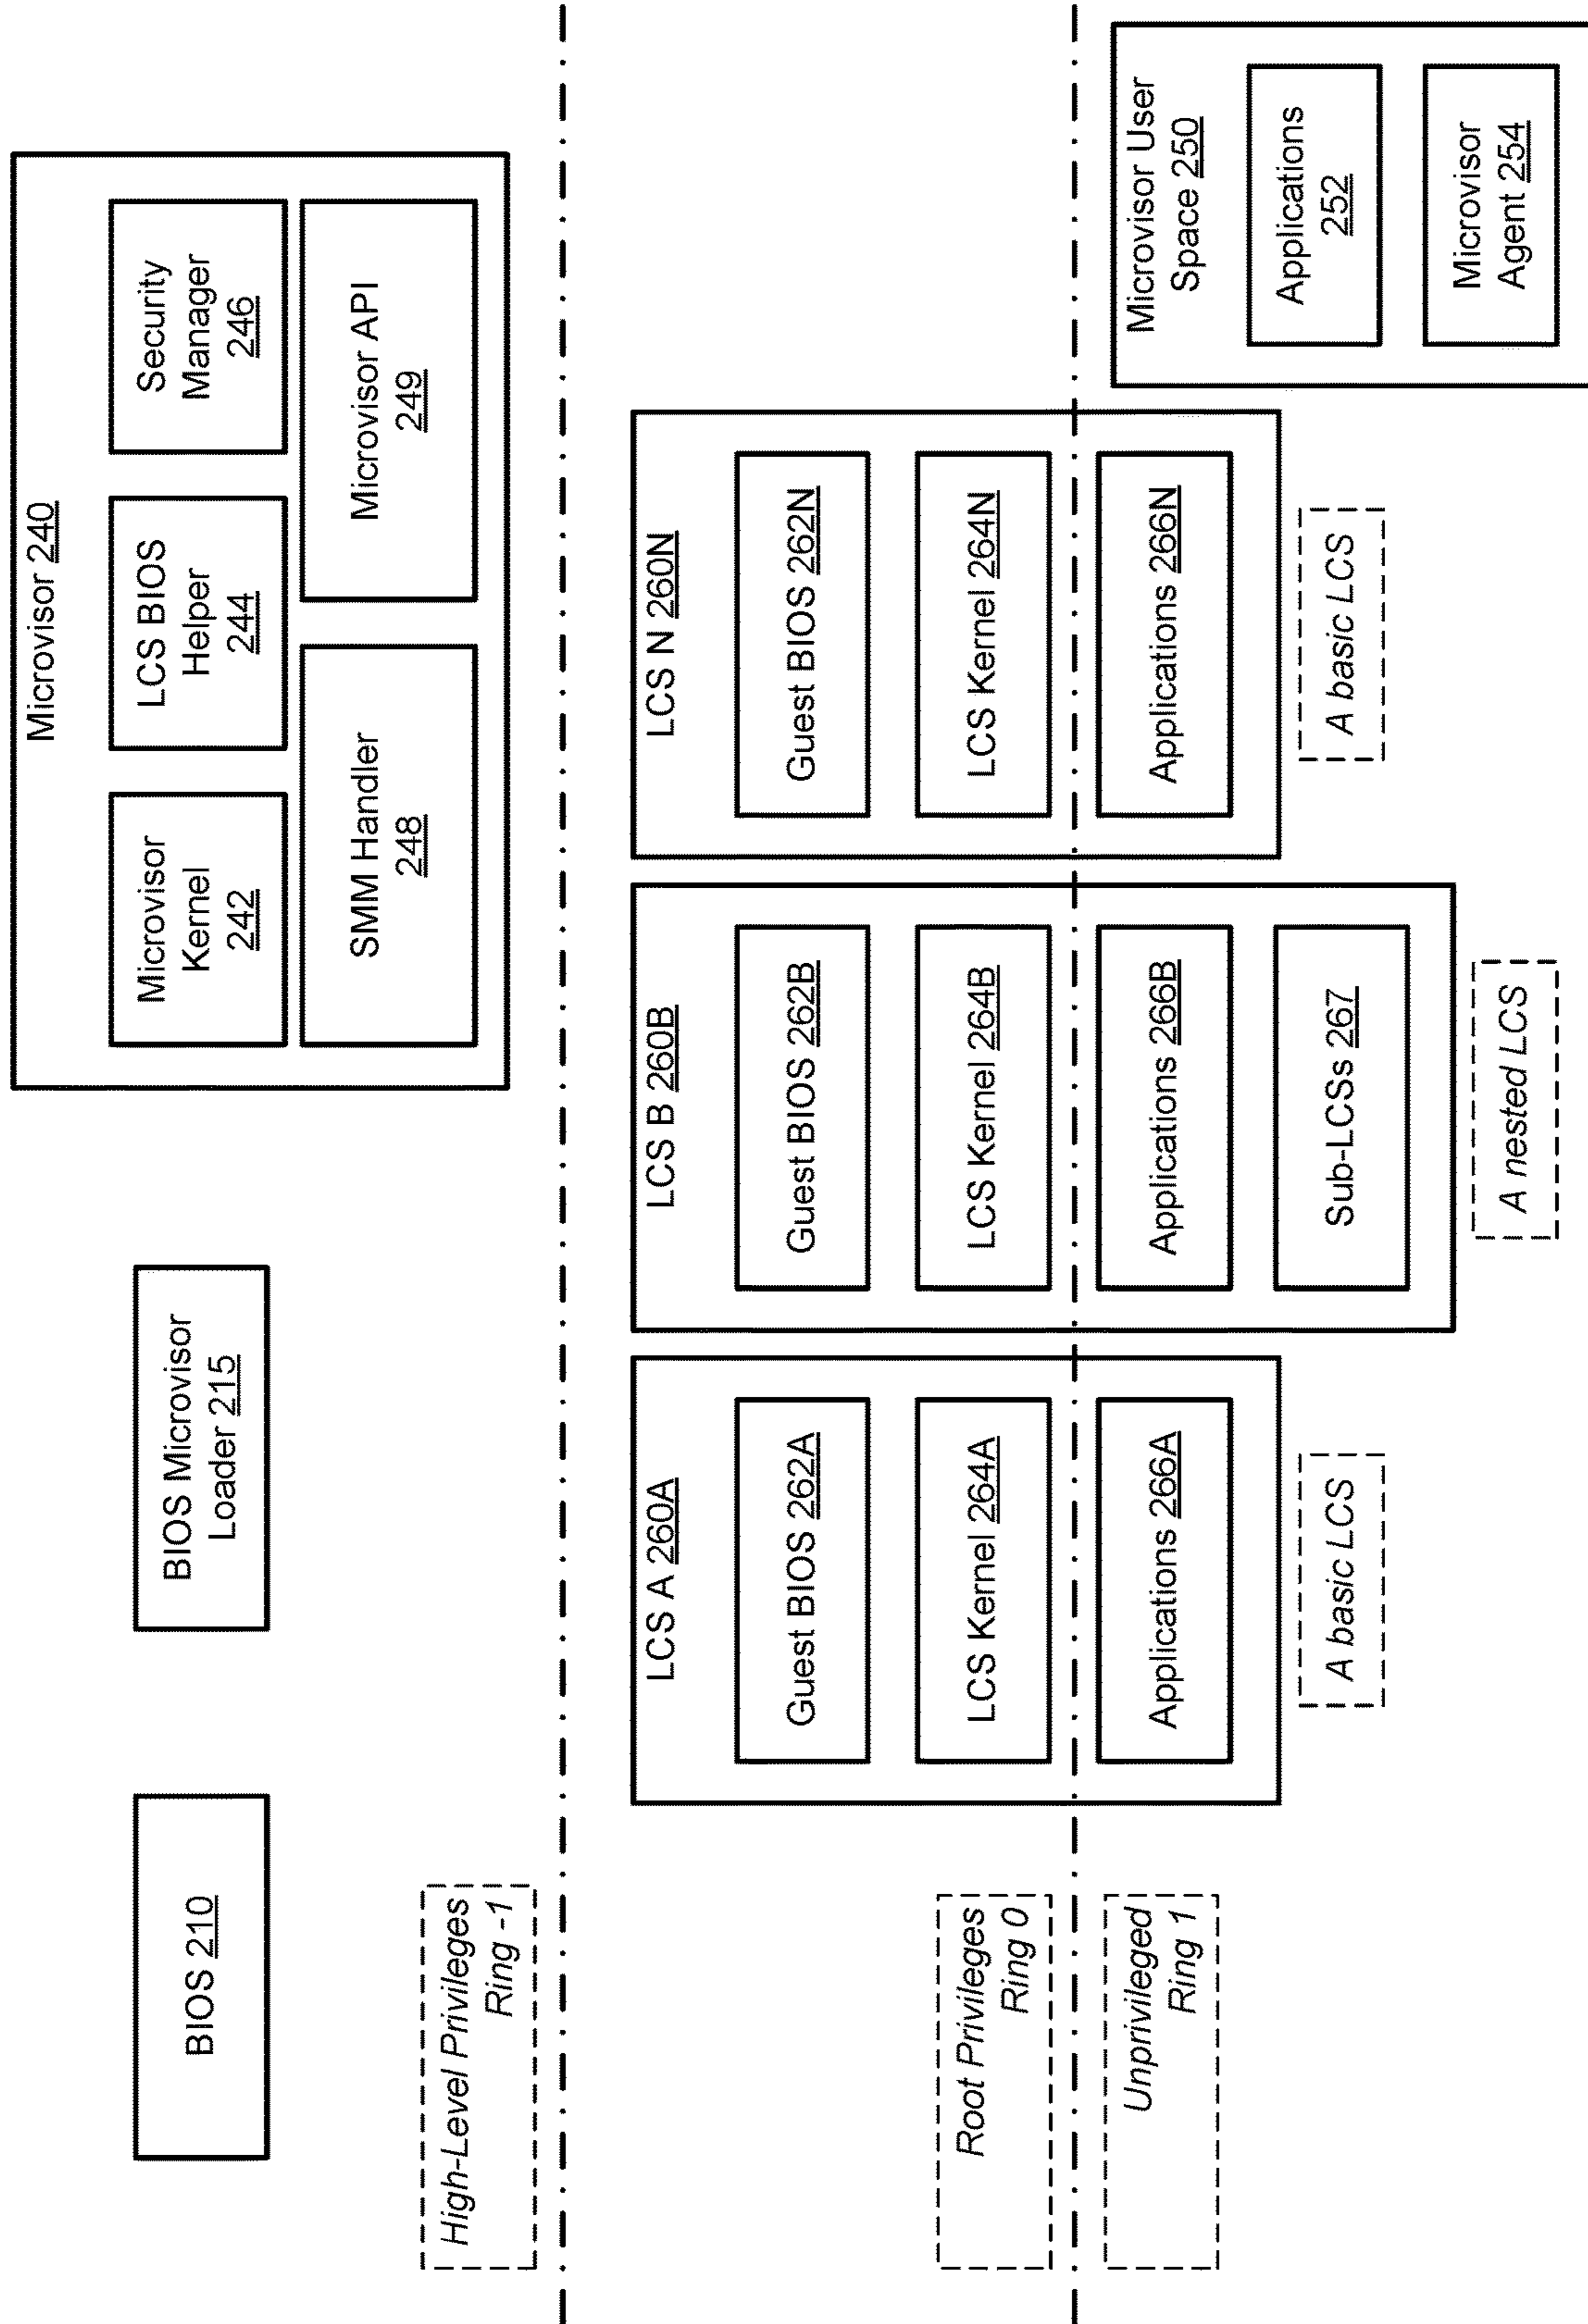 BIOS 210
BIOS Microvisor
Loader 215
Microvisor 240
Microvisor
Kernel
242
LCS BIOS
Helper
244
Security
Manager
246
SMM Handler
248
Microvisor API
249
High-Level Privileges
Ring -1
LCS A 260A
Guest BIOS 262A
LCS Kernel 264A
Applications 266A
A basic LCS
LCS B 260B
Guest BIOS 262B
LCS Kernel 264B
Applications 266B
Sub-LCSs 267
A nested LCS
LCS N 260N
Guest BIOS 262N
LCS Kernel 264N
Applications 266N
A basic LCS
Root Privileges
Ring 0
Unprivileged
Ring 1
Microvisor User
Space 250
Applications
252
Microvisor
Agent 254